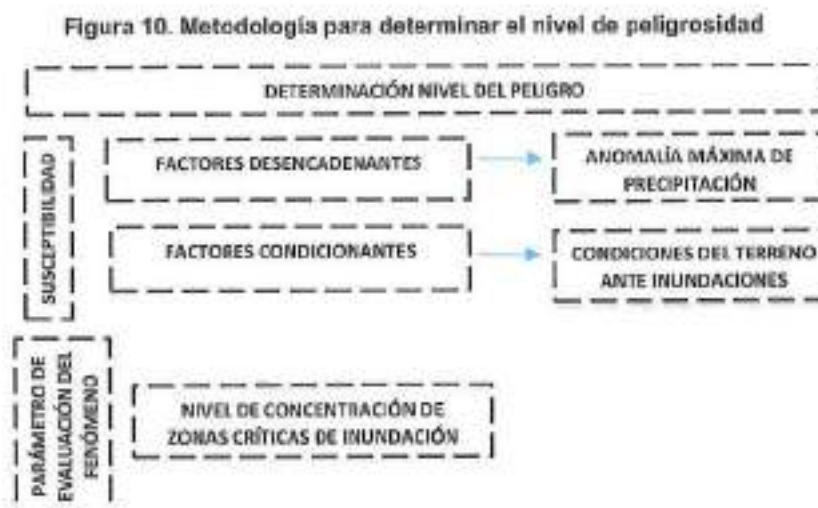 Figura 10. Metodología para determinar el nivel de peligrosidad
DETERMINACIÓN NIVEL DEL PELIGRO
SUSCEPTIBILIDAD
FACTORES DESENCADENANTES
ANOMALÍA MÁXIMA DE
PRECIPITACIÓN
FACTORES CONDICIONANTES
CONDICIONES DEL TERRENO
ANTE INUNDACIONES
PARÁMETRO DE
EVALUACIÓN DEL
FENÓMENO
NIVEL DE CONCENTRACIÓN DE
ZONAS CRÍTICAS DE INUNDACIÓN